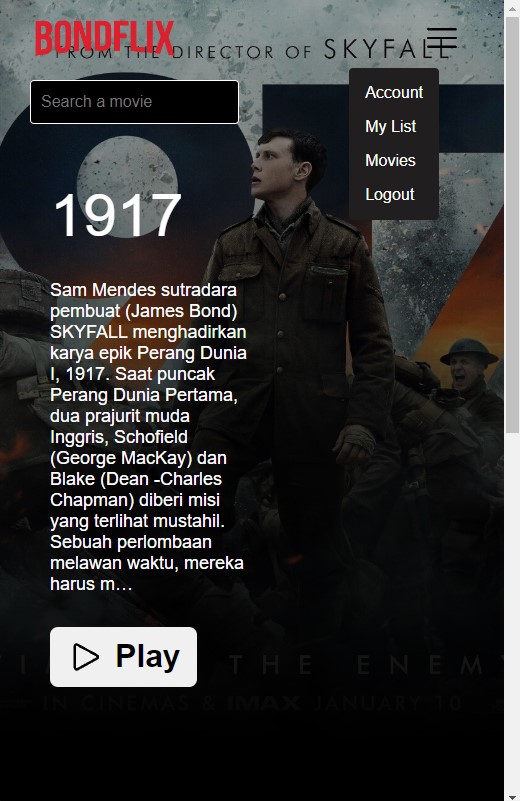 BONDFLIX
FROM THE DIRECTOR OF SKYFALL
Search a movie
Account
My List
Movies
Logout
1917
Sam Mendes sutradara
pembuat (James Bond)
SKYFALL menghadirkan
karya epik Perang Dunia
I, 1917. Saat puncak
Perang Dunia Pertama,
dua prajurit muda
Inggris, Schofield
(George MacKay) dan
Blake (Dean -Charles
Chapman) diberi misi
yang terlihat mustahil.
Sebuah perlombaan
melawan waktu, mereka
harus m…
Play
THE ENEMY
IN CINEMAS & IMAX JANUARY 10